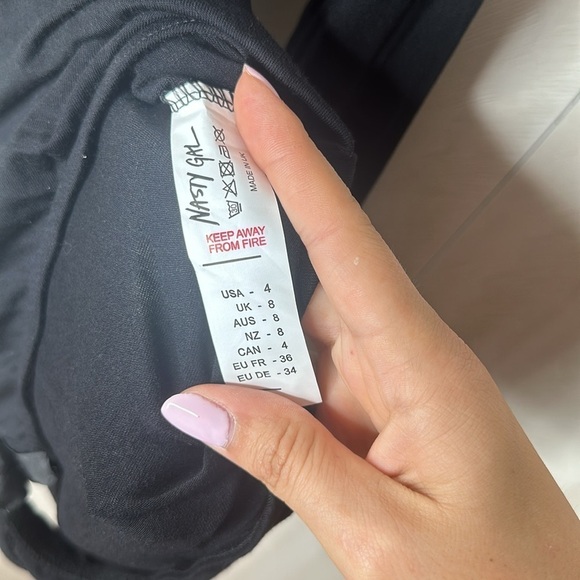 NASTY GAL
MADE IN UK
KEEP AWAY
FROM FIRE
USA - 4
UK - 8
AUS - 8
NZ - 8
CAN - 4
EU FR - 36
EU DE - 34